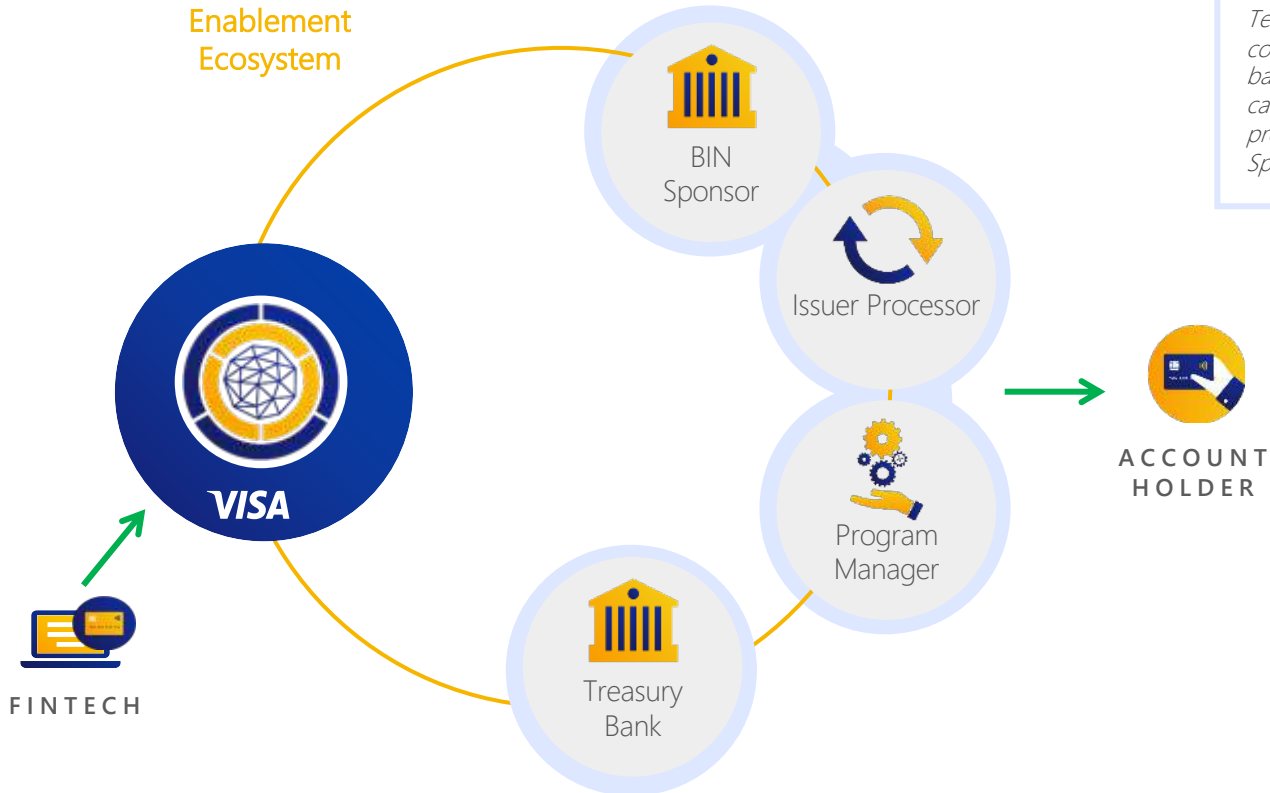 Enablement
Ecosystem
BIN
Sponsor
Issuer Processor
VISA
Program
Manager
ACCOUNT
HOLDER
Treasury
Bank
FINTECH